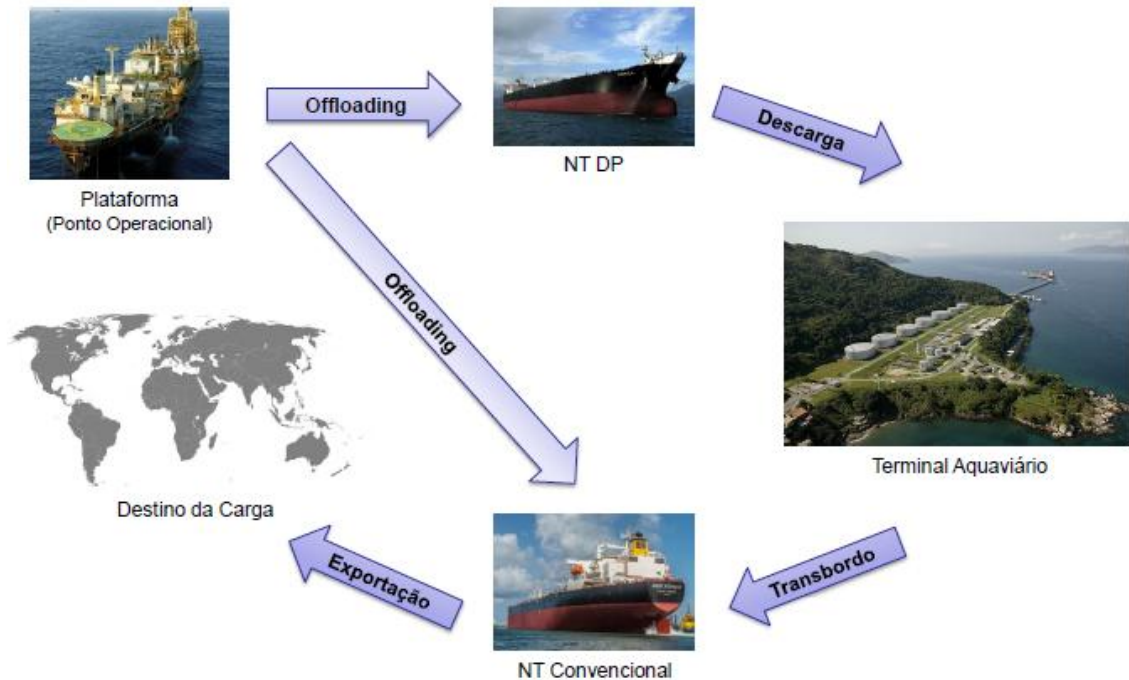 Offloading
Descarga
NT DP
Plataforma
(Ponto Operacional)
Offloading
Terminal Aquaviário
Destino da Carga
Exportação
Transbordo
NT Convencional